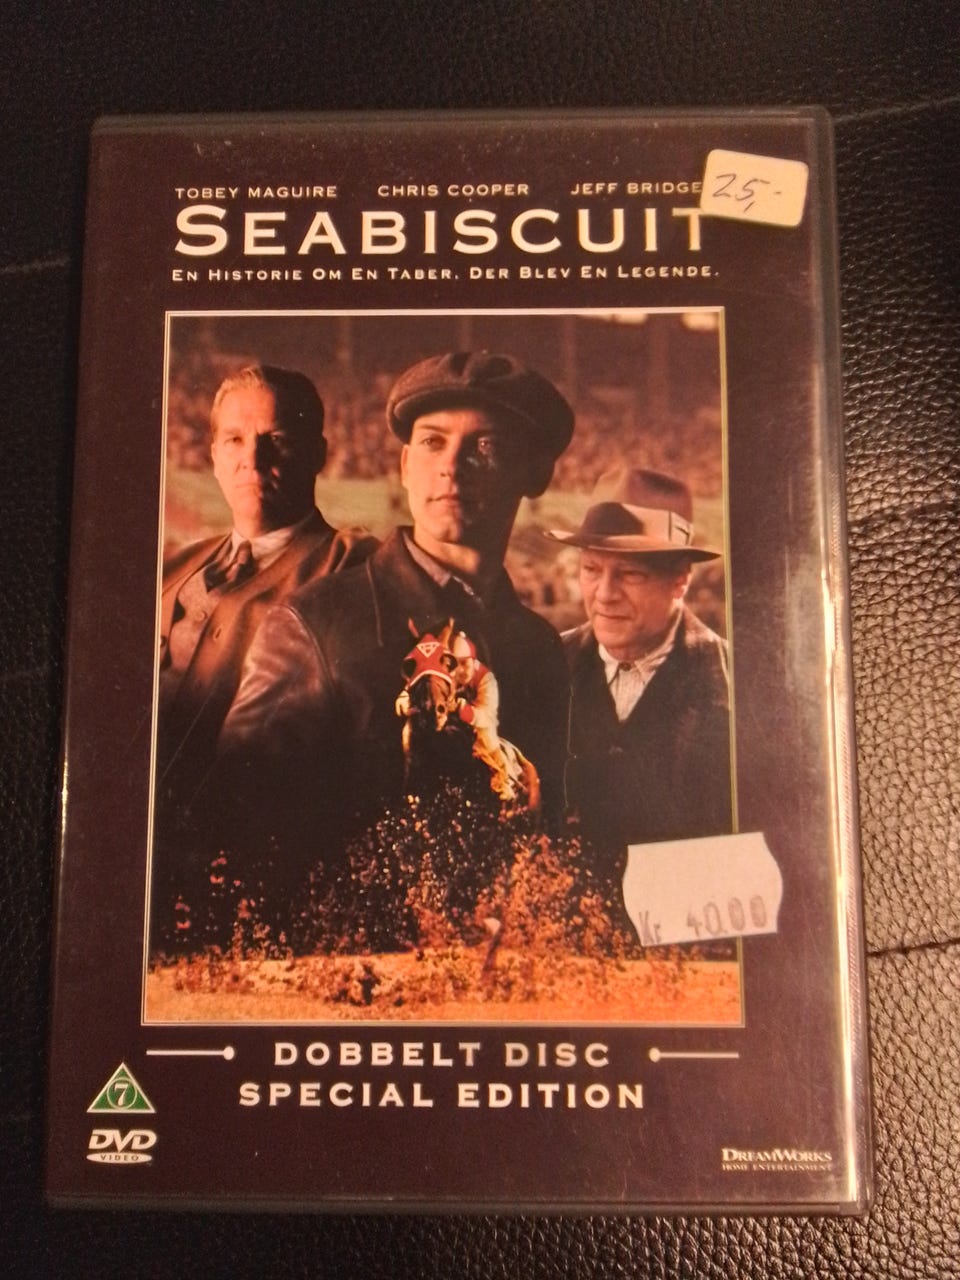 TOBEY MAGUIRE CHRIS COOPER JEFF BRIDGE
25,-
SEABISCUIT
EN HISTORIE OM EN TABER. DER BLEV EN LEGENDE.
Kr 40.00
DOBBELT DISC
SPECIAL EDITION
7
DVD
VIDEO
DREAMWORKS
HOME ENTERTAINMENT